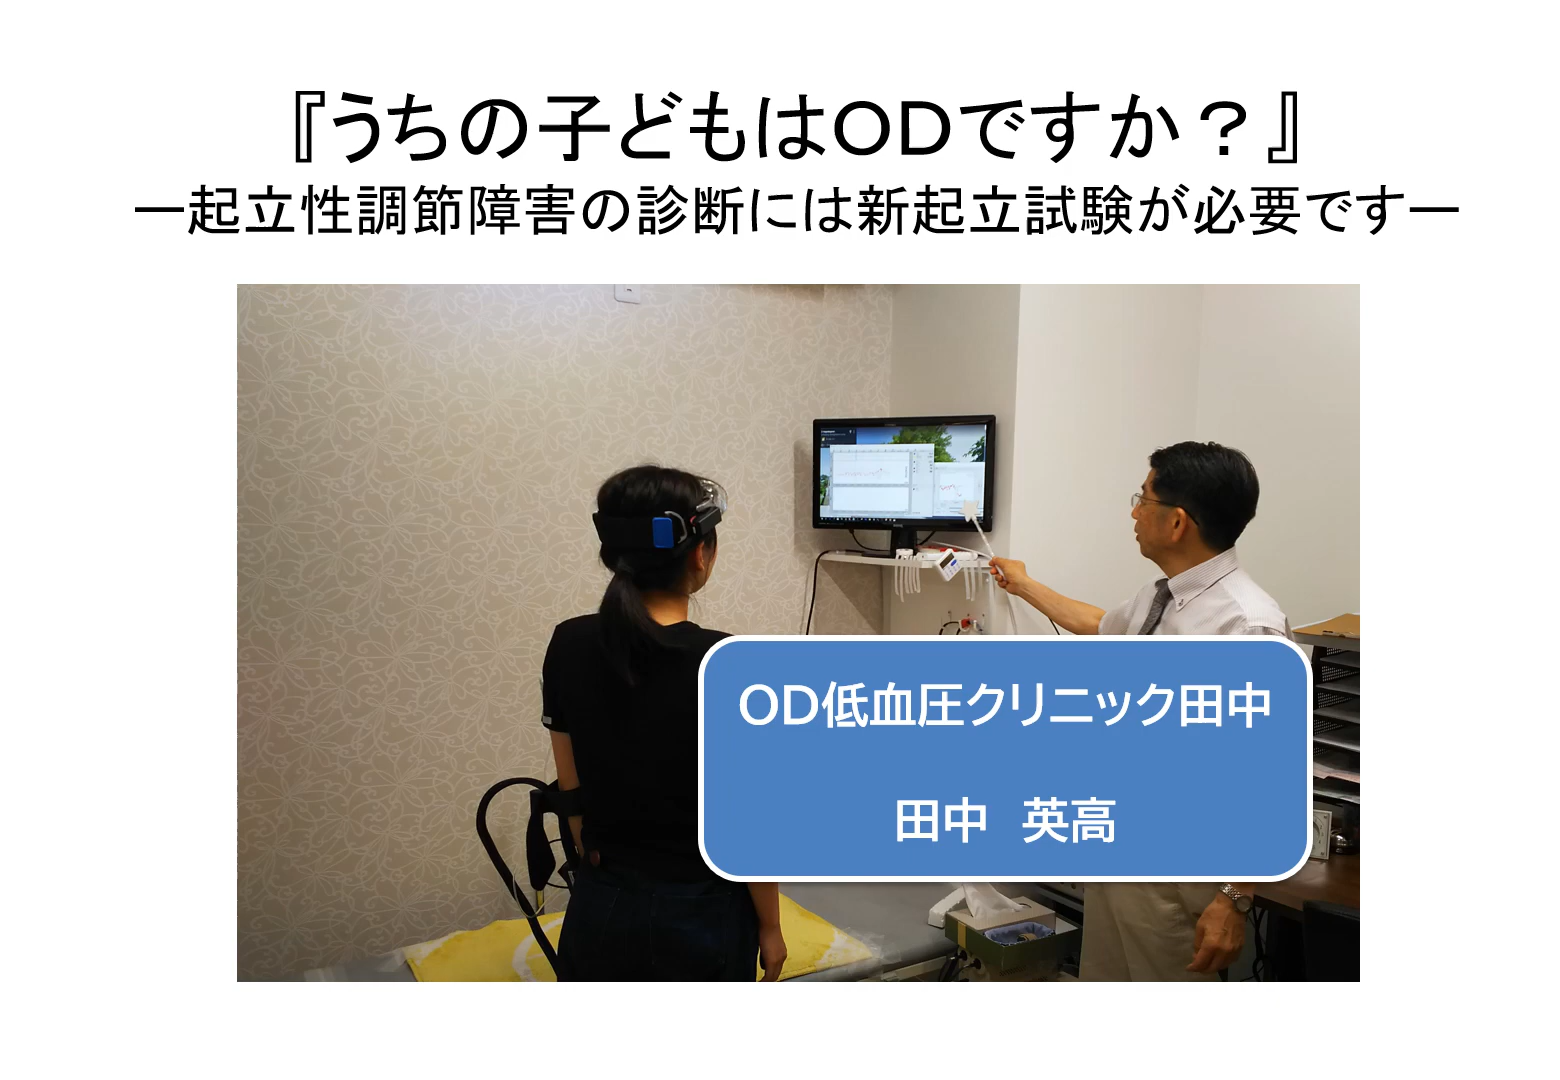 『うちの子どもはＯＤですか？』
ー起立性調節障害の診断には新起立試験が必要ですー
OD低血圧クリニック田中
田中　英高